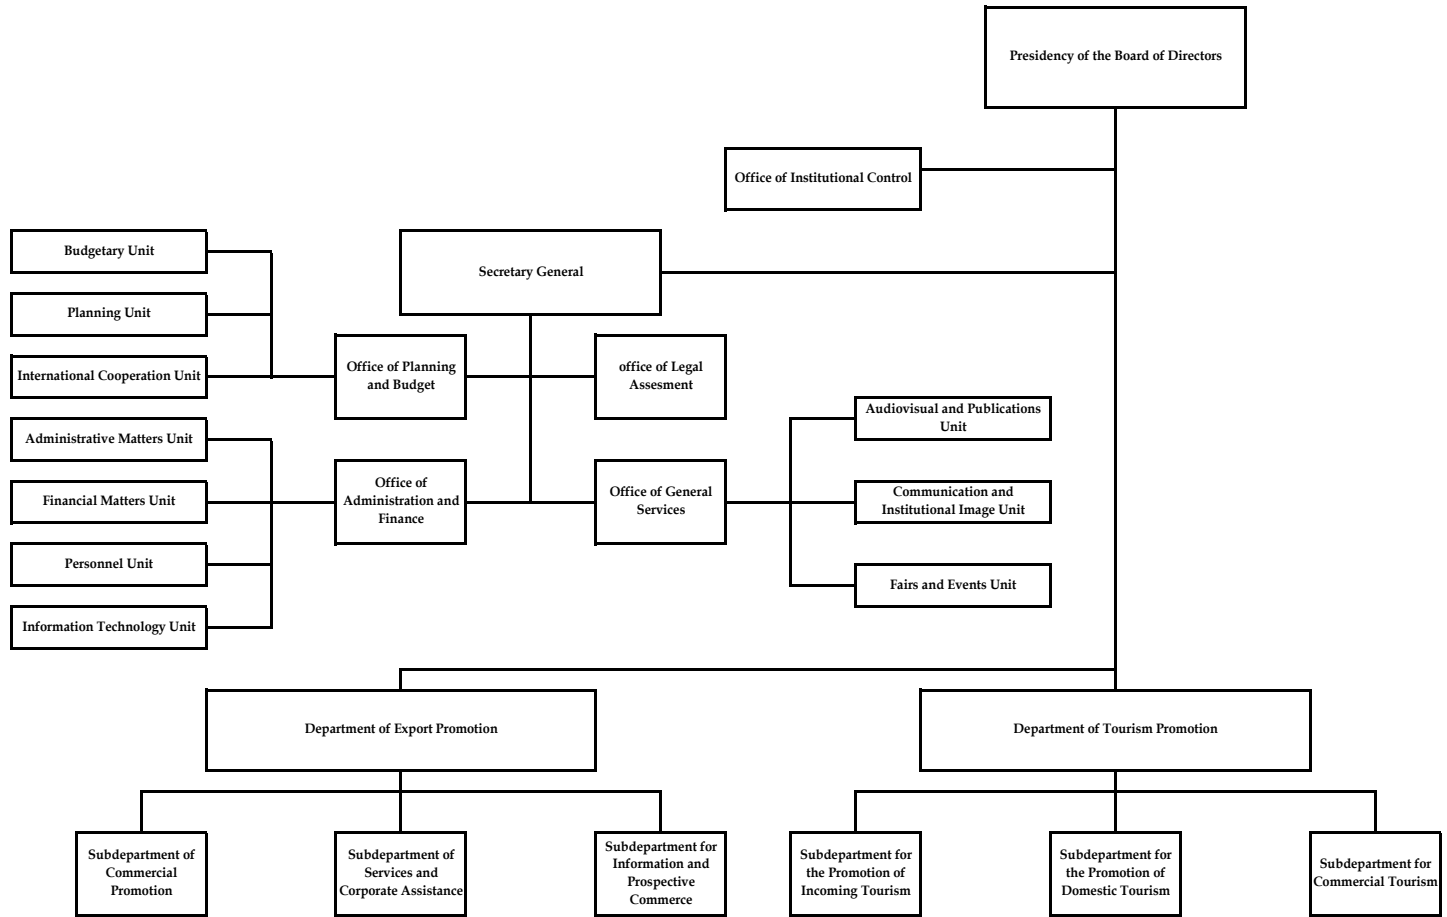 Presidency of the Board of Directors
Office of Institutional Control
Budgetary Unit
Secretary General
Planning Unit
International Cooperation Unit
Office of Planning
and Budget
office of Legal
Assesment
Administrative Matters Unit
Audiovisual and Publications
Unit
Financial Matters Unit
Office of
Administration and
Finance
Office of General
Services
Communication and
Institutional Image Unit
Personnel Unit
Fairs and Events Unit
Information Technology Unit
Department of Export Promotion
Department of Tourism Promotion
Subdepartment of
Commercial
Promotion
Subdepartment of
Services and
Corporate Assistance
Subdepartment for
Information and
Prospective
Commerce
Subdepartment for
the Promotion of
Incoming Tourism
Subdepartment for
the Promotion of
Domestic Tourism
Subdepartment for
Commercial Tourism